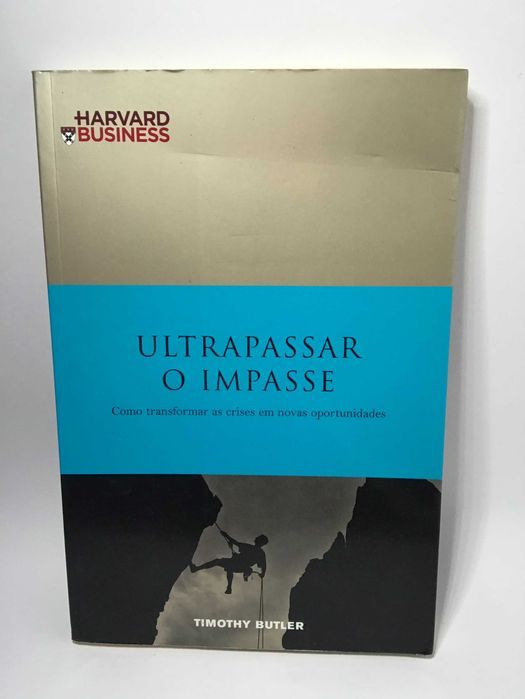 HARVARD
BUSINESS
ULTRAPASSAR
O IMPASSE
Como transformar as crises em novas oportunidades
TIMOTHY BUTLER